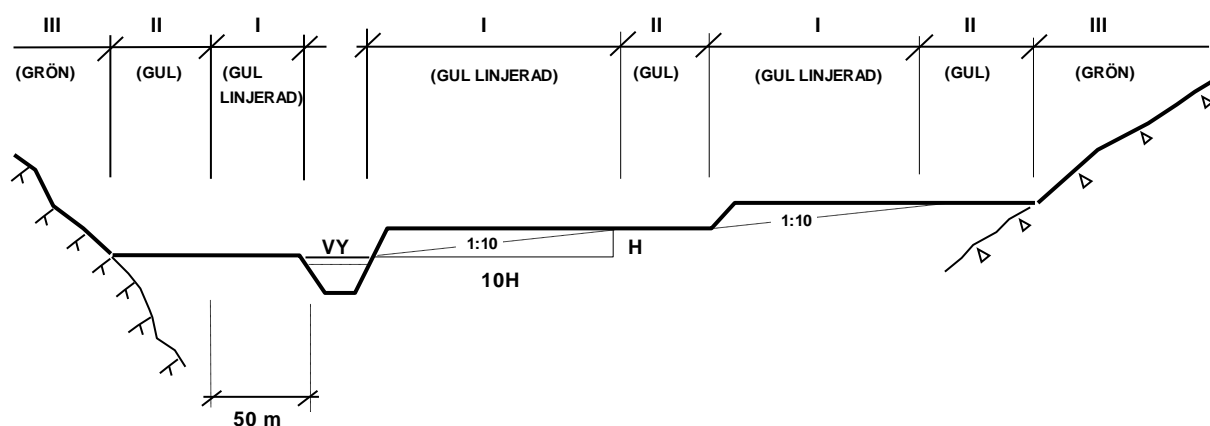 III II I I II I II III
(GRÖN) (GUL) (GUL (GUL LINJERAD) (GUL) (GUL LINJERAD) (GUL) (GRÖN)
LINJERAD)
1:10
VY 1:10 H
10H
50 m